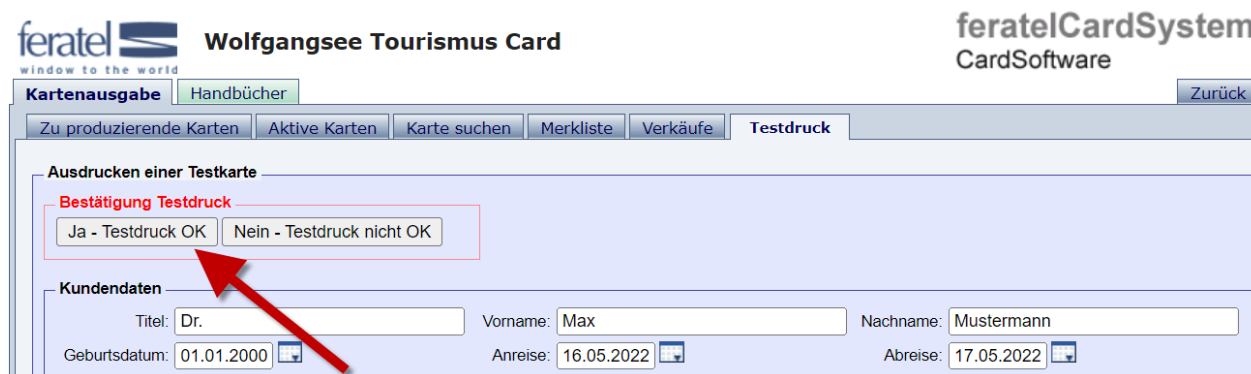 feratel
window to the world
Wolfgangsee Tourismus Card
feratelCardSystem
CardSoftware
Kartenausgabe Handbücher Zurück
Zu produzierende Karten Aktive Karten Karte suchen Merkliste Verkäufe Testdruck
Ausdrucken einer Testkarte
Bestätigung Testdruck
Ja - Testdruck OK Nein - Testdruck nicht OK
Kundendaten
Titel: Dr. Vorname: Max Nachname: Mustermann
Geburtsdatum: 01.01.2000 Anreise: 16.05.2022 Abreise: 17.05.2022